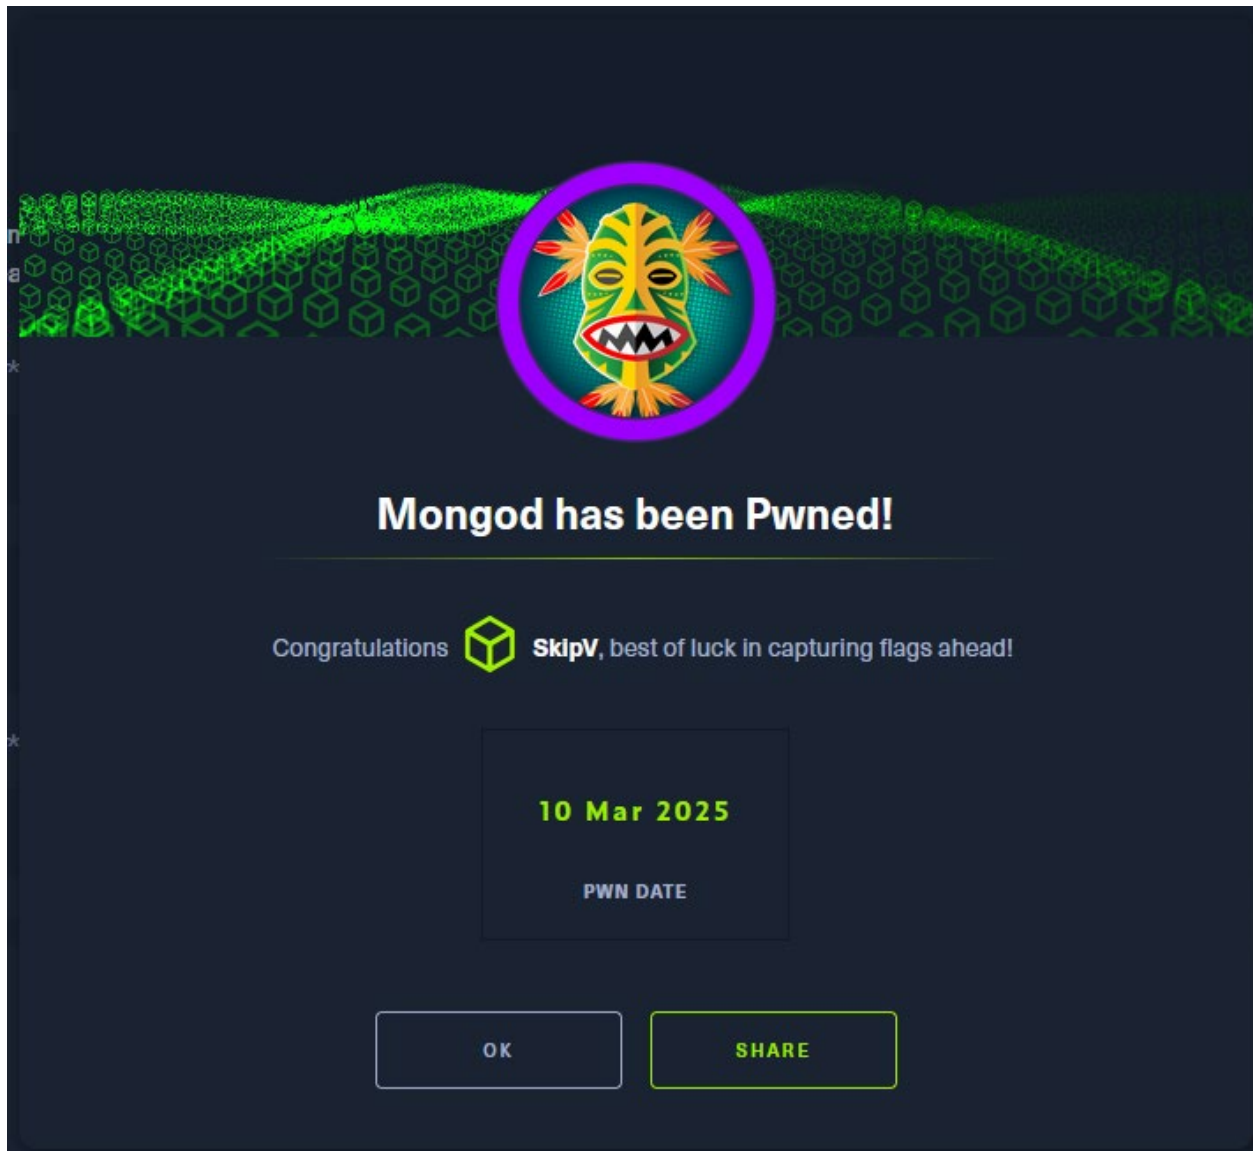 n
a
*
Mongod has been Pwned!
Congratulations SkipV, best of luck in capturing flags ahead!
*
10 Mar 2025
PWN DATE
OK
SHARE